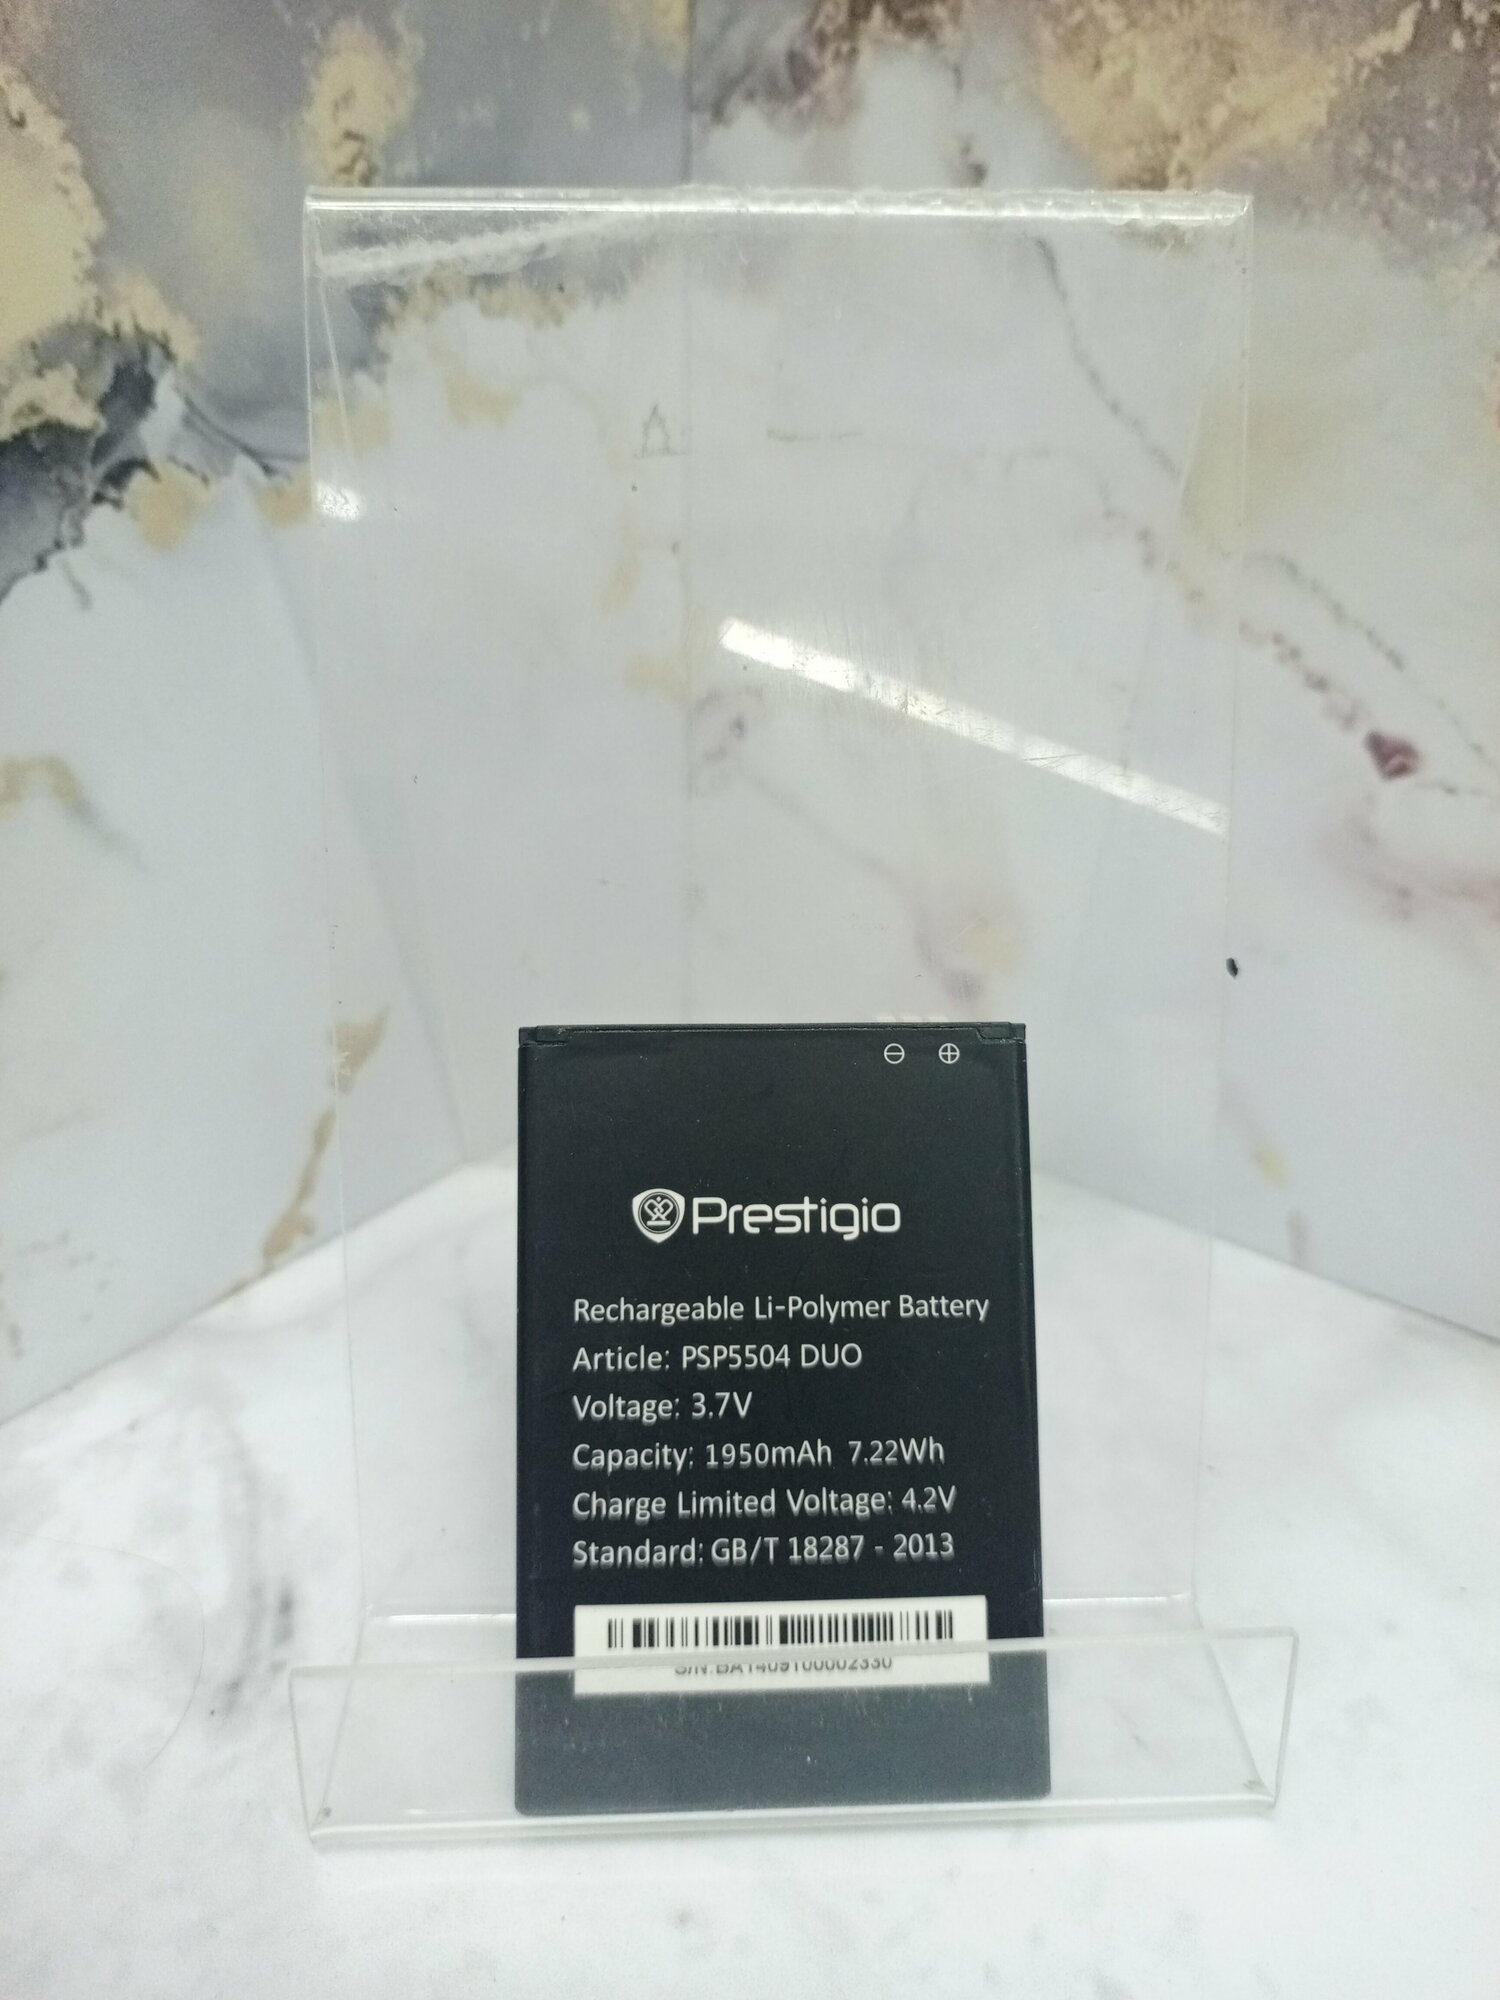 ⊖ ⊕
Prestigio
Rechargeable Li-Polymer Battery
Article: PSP5504 DUO
Voltage: 3.7V
Capacity: 1950mAh 7.22Wh
Charge Limited Voltage: 4.2V
Standard: GB/T 18287 - 2013
S/N:BA1409100002330